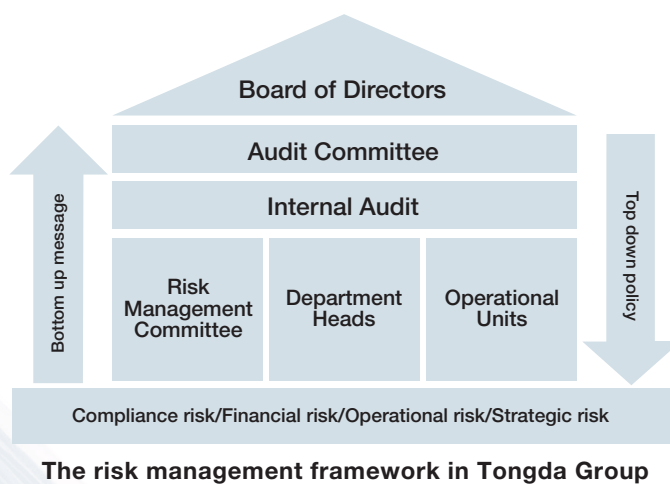 Board of Directors
Audit Committee
Internal Audit
Bottom up message
Top down policy
Risk
Management
Committee
Department
Heads
Operational
Units
Compliance risk/Financial risk/Operational risk/Strategic risk
The risk management framework in Tongda Group